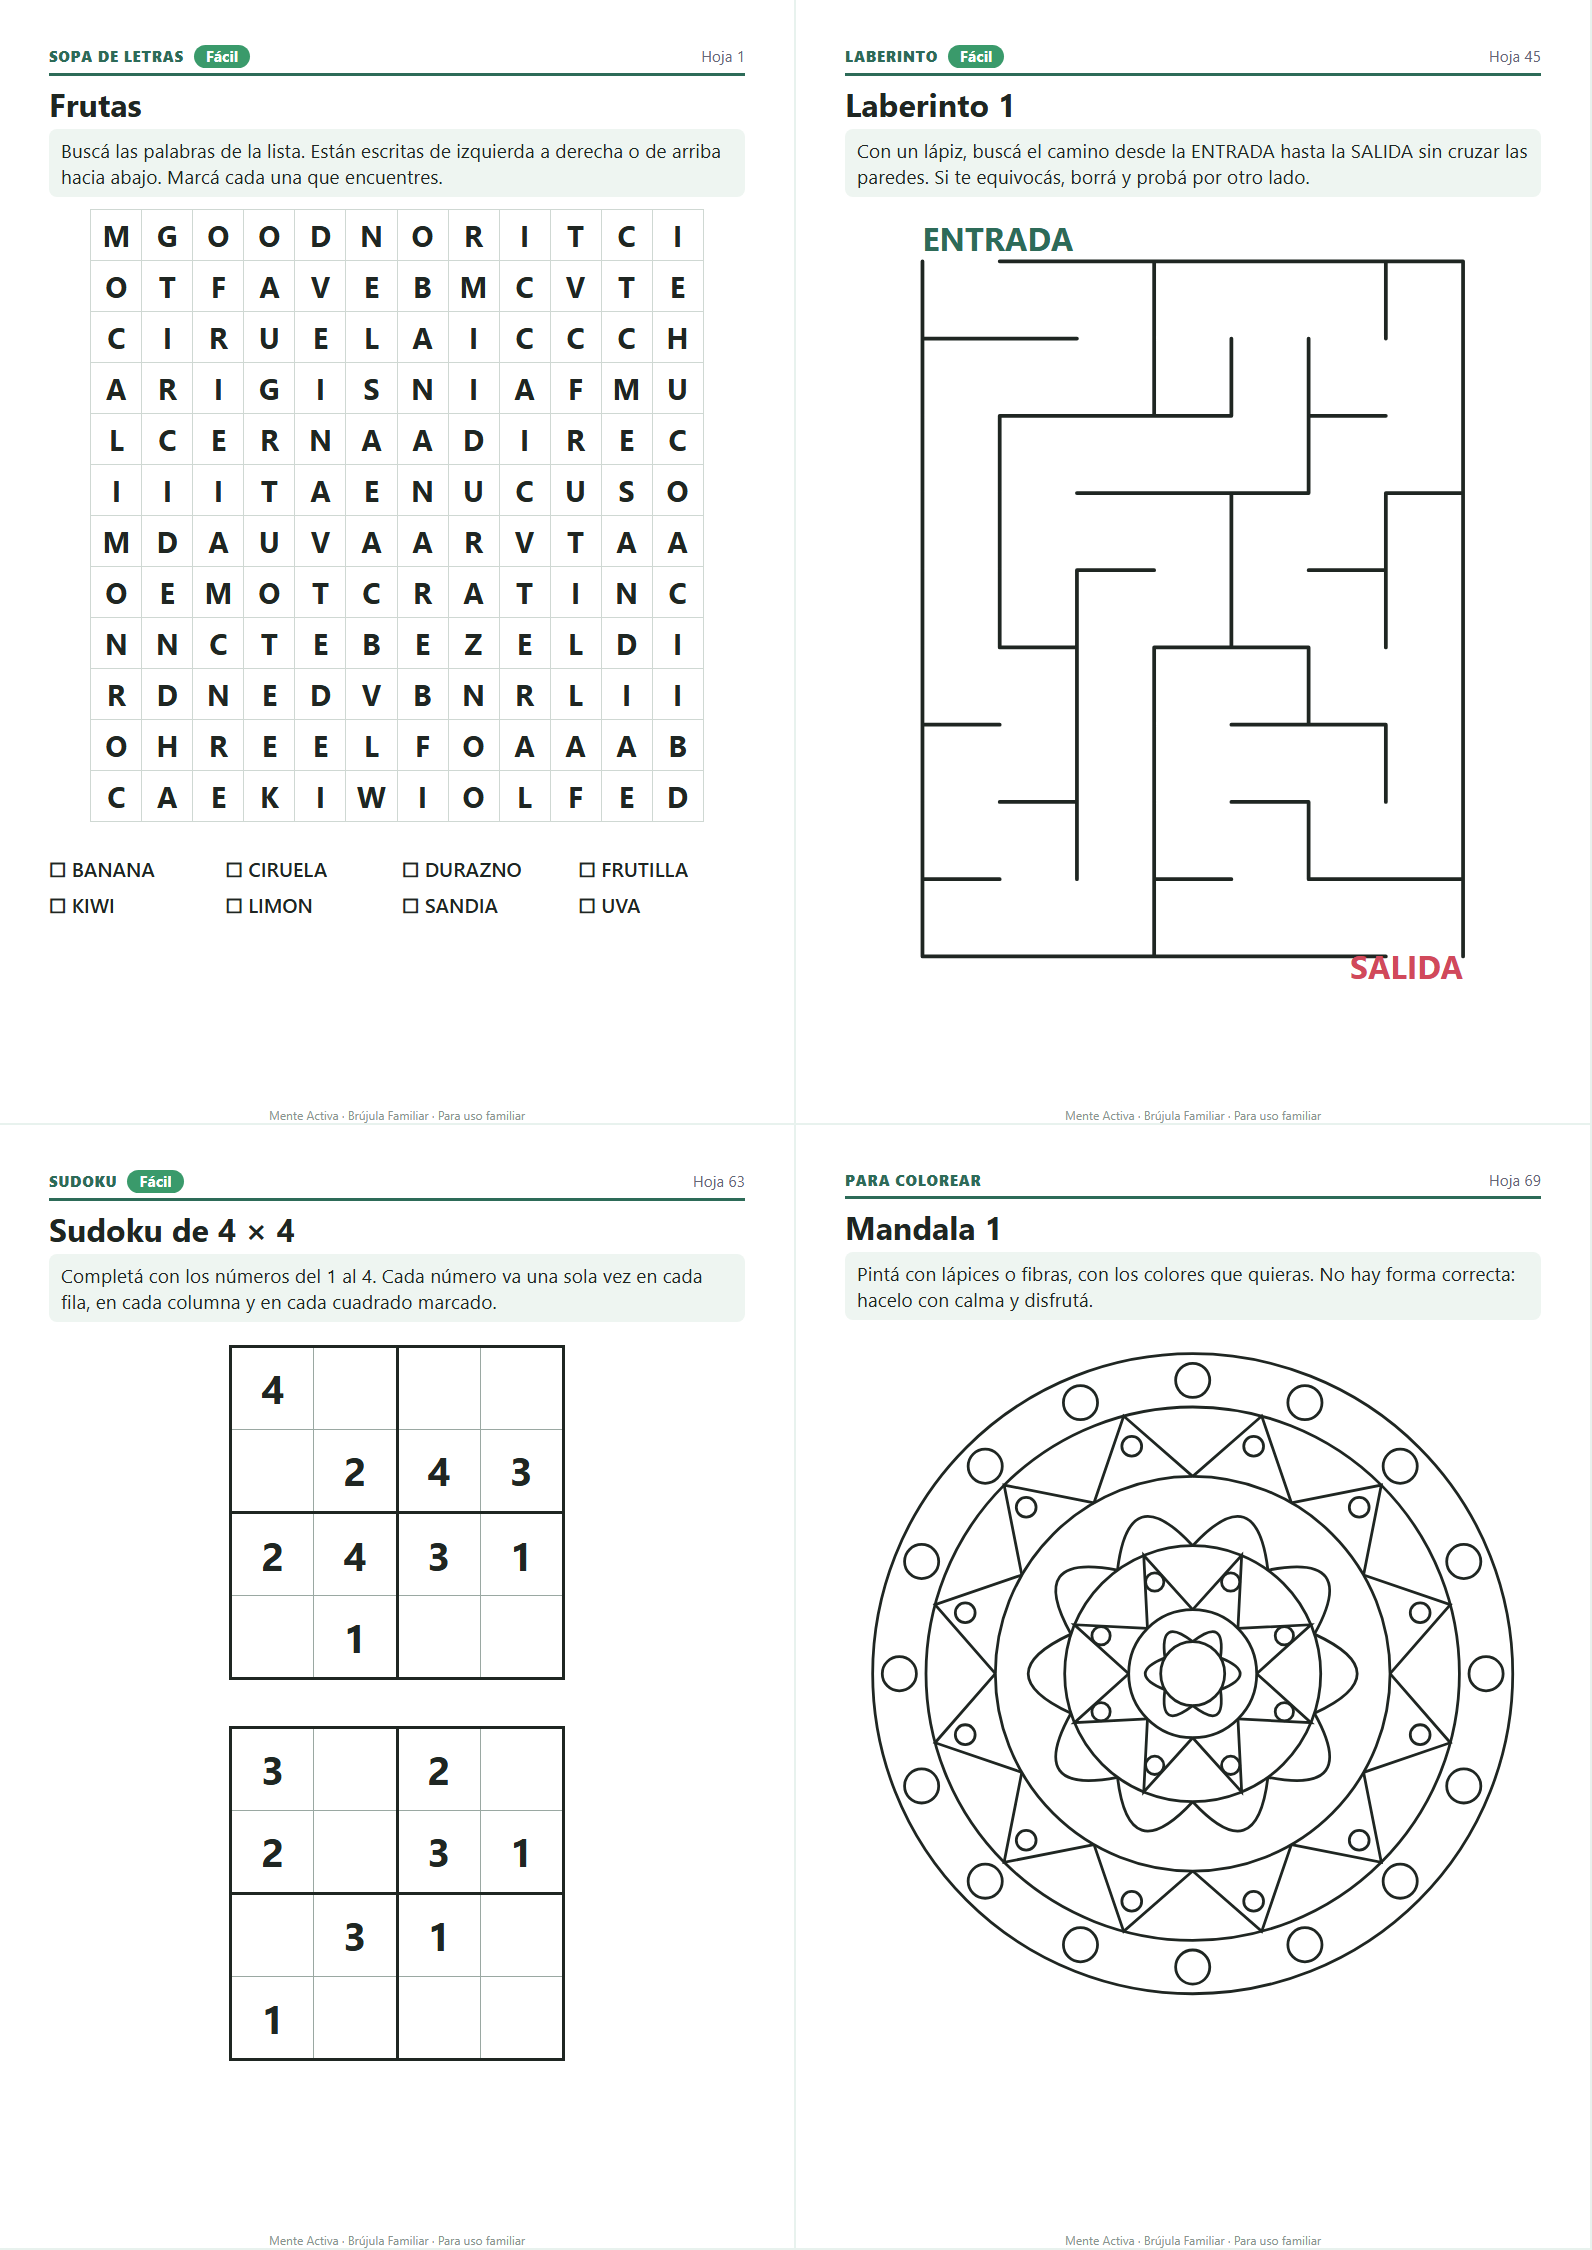 SOPA DE LETRAS Fácil Hoja 1
Frutas
Buscá las palabras de la lista. Están escritas de izquierda a derecha o de arriba
hacia abajo. Marcá cada una que encuentres.
M G O O D N O R I T C I
O T F A V E B M C V T E
C I R U E L A I C C C H
A R I G I S N I A F M U
L C E R N A A D I R E C
I I I T A E N U C U S O
M D A U V A A R V T A A
O E M O T C R A T I N C
N N C T E B E Z E L D I
R D N E D V B N R L I I
O H R E E L F O A A A B
C A E K I W I O L F E D
☐ BANANA ☐ CIRUELA ☐ DURAZNO ☐ FRUTILLA
☐ KIWI ☐ LIMON ☐ SANDIA ☐ UVA
Mente Activa · Brújula Familiar · Para uso familiar
LABERINTO Fácil Hoja 45
Laberinto 1
Con un lápiz, buscá el camino desde la ENTRADA hasta la SALIDA sin cruzar las
paredes. Si te equivocás, borrá y probá por otro lado.
ENTRADA
SALIDA
Mente Activa · Brújula Familiar · Para uso familiar
SUDOKU Fácil Hoja 63
Sudoku de 4 × 4
Completá con los números del 1 al 4. Cada número va una sola vez en cada
fila, en cada columna y en cada cuadrado marcado.
4
2 4 3
2 4 3 1
1
3 2
2 3 1
3 1
1
Mente Activa · Brújula Familiar · Para uso familiar
PARA COLOREAR Hoja 69
Mandala 1
Pintá con lápices o fibras, con los colores que quieras. No hay forma correcta:
hacelo con calma y disfrutá.
Mente Activa · Brújula Familiar · Para uso familiar